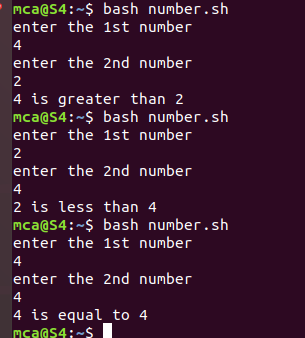 mca@S4:~$ bash number.sh
enter the 1st number
4
enter the 2nd number
2
4 is greater than 2
mca@S4:~$ bash number.sh
enter the 1st number
2
enter the 2nd number
4
2 is less than 4
mca@S4:~$ bash number.sh
enter the 1st number
4
enter the 2nd number
4
4 is equal to 4
mca@S4:~$